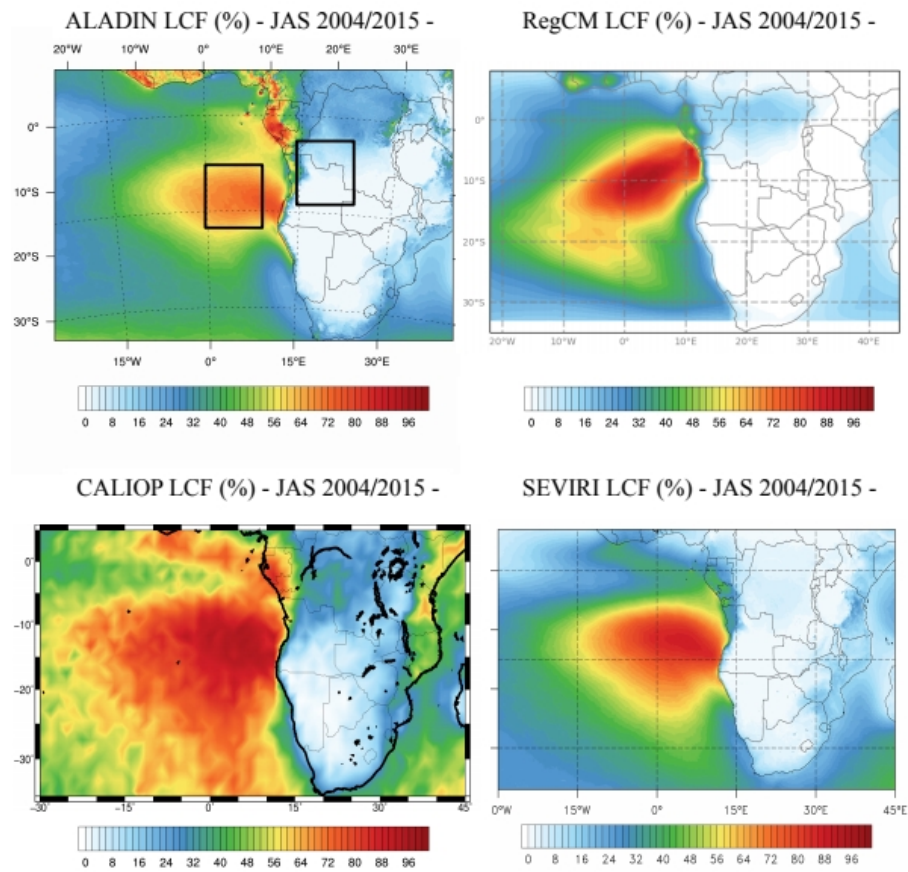 ALADIN LCF (%) - JAS 2004/2015 -
20°W 10°W 0° 10°E 20°E 30°E
0°
10°S
20°S
30°S
15°W 0° 15°E 30°E
0 8 16 24 32 40 48 56 64 72 80 88 96
RegCM LCF (%) - JAS 2004/2015 -
0°
10°S
20°S
30°S
20°W 10°W 0° 10°E 20°E 30°E 40°E
0 8 16 24 32 40 48 56 64 72 80 88 96
CALIOP LCF (%) - JAS 2004/2015 -
0
-10
-20
-30
-30 -15 0 15 30 45
0 8 16 24 32 40 48 56 64 72 80 88 96
SEVIRI LCF (%) - JAS 2004/2015 -
0°W 15°W 0° 15°E 30°E 45°E
0 8 16 24 32 40 48 56 64 72 80 88 96